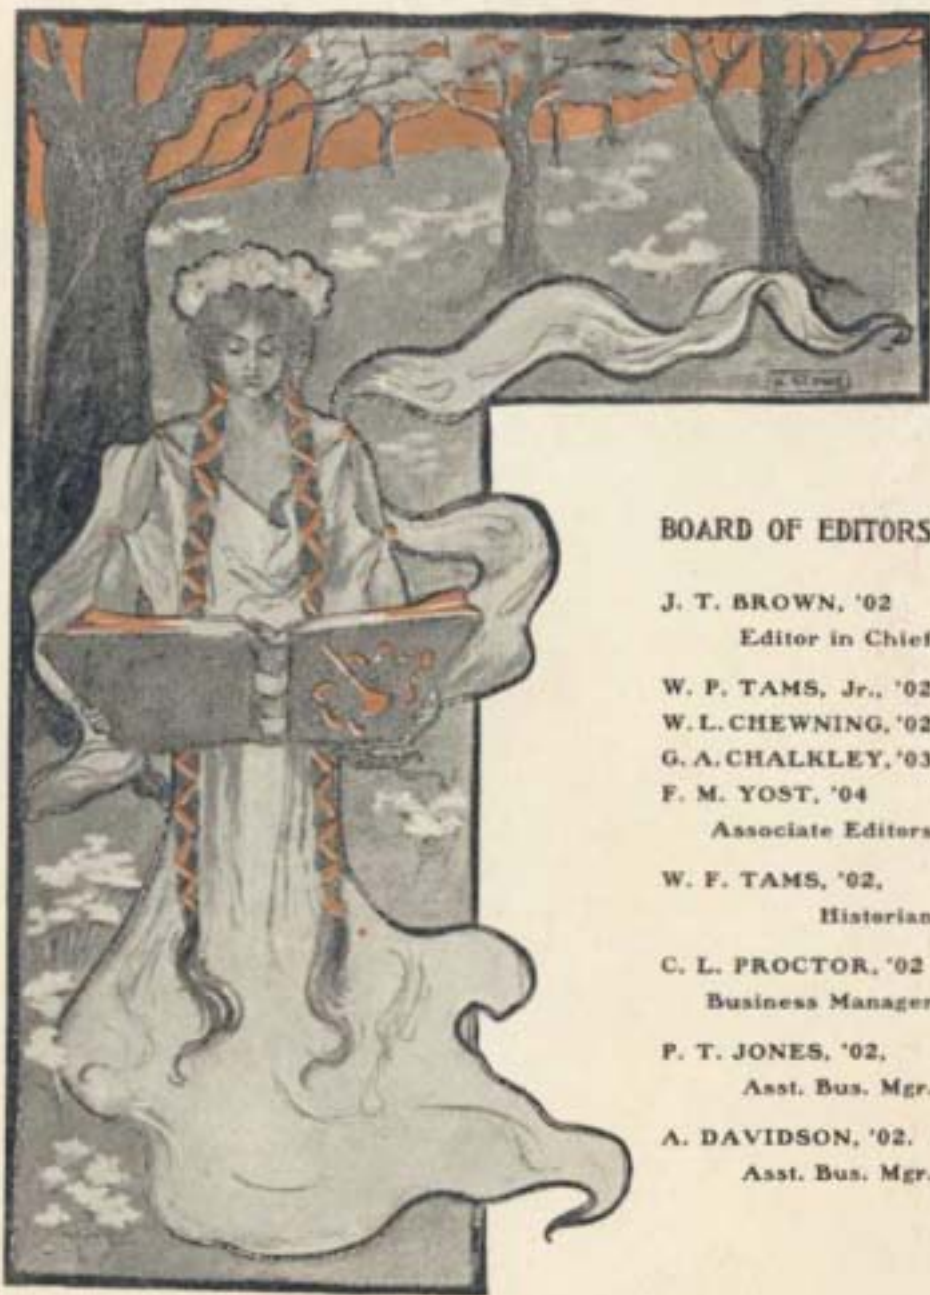 BOARD OF EDITORS
J. T. BROWN, '02
Editor in Chief
W. P. TAMS, Jr., '02
W. L. CHEWNING, '02
G. A. CHALKLEY, '03
F. M. YOST, '04
Associate Editors
W. F. TAMS, '02,
Historian
C. L. PROCTOR, '02
Business Manager
P. T. JONES, '02,
Asst. Bus. Mgr.
A. DAVIDSON, '02.
Asst. Bus. Mgr.